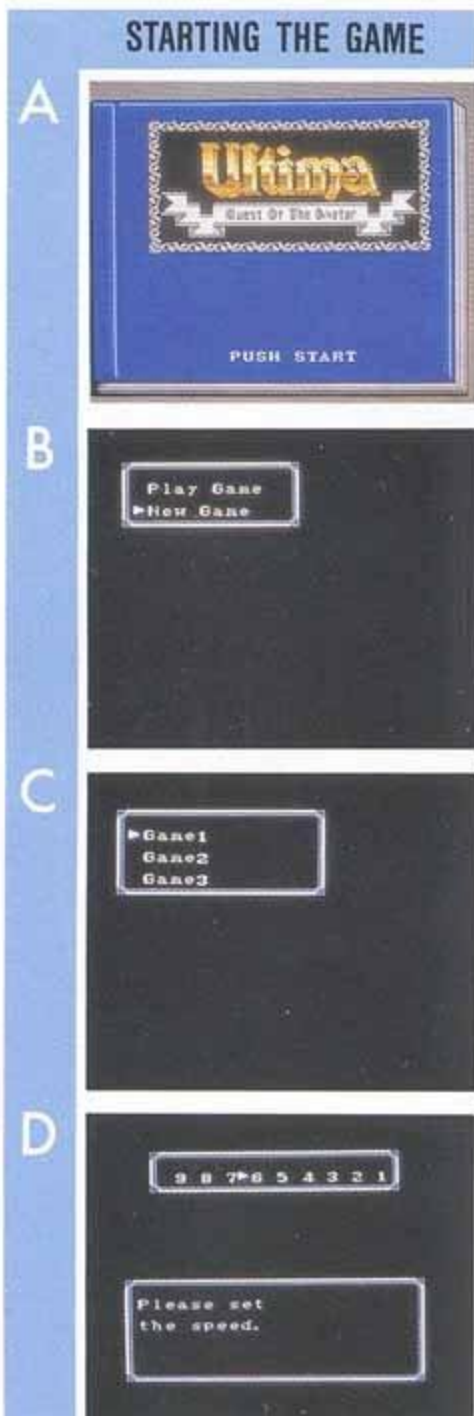 STARTING THE GAME
A
Ultima
Quest Of The Avatar
PUSH START
B
Play Game
►New Game
C
►Game1
Game2
Game3
D
9 8 7►6 5 4 3 2 1
Please set
the speed.